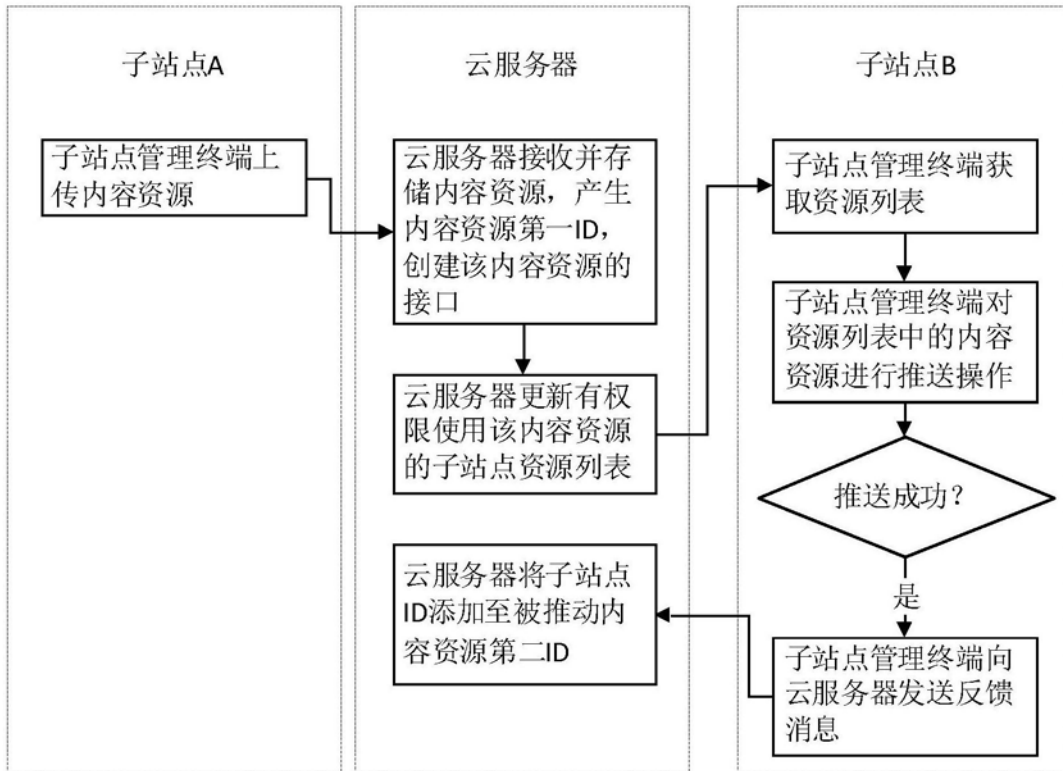 子站点A
子站点管理终端上
传内容资源
云服务器
云服务器接收并存
储内容资源，产生
内容资源第一ID，
创建该内容资源的
接口
云服务器更新有权
限使用该内容资源
的子站点资源列表
子站点B
子站点管理终端获
取资源列表
子站点管理终端对
资源列表中的内容
资源进行推送操作
推送成功？
是
子站点管理终端向
云服务器发送反馈
消息
云服务器将子站点
ID添加至被推动内
容资源第二ID